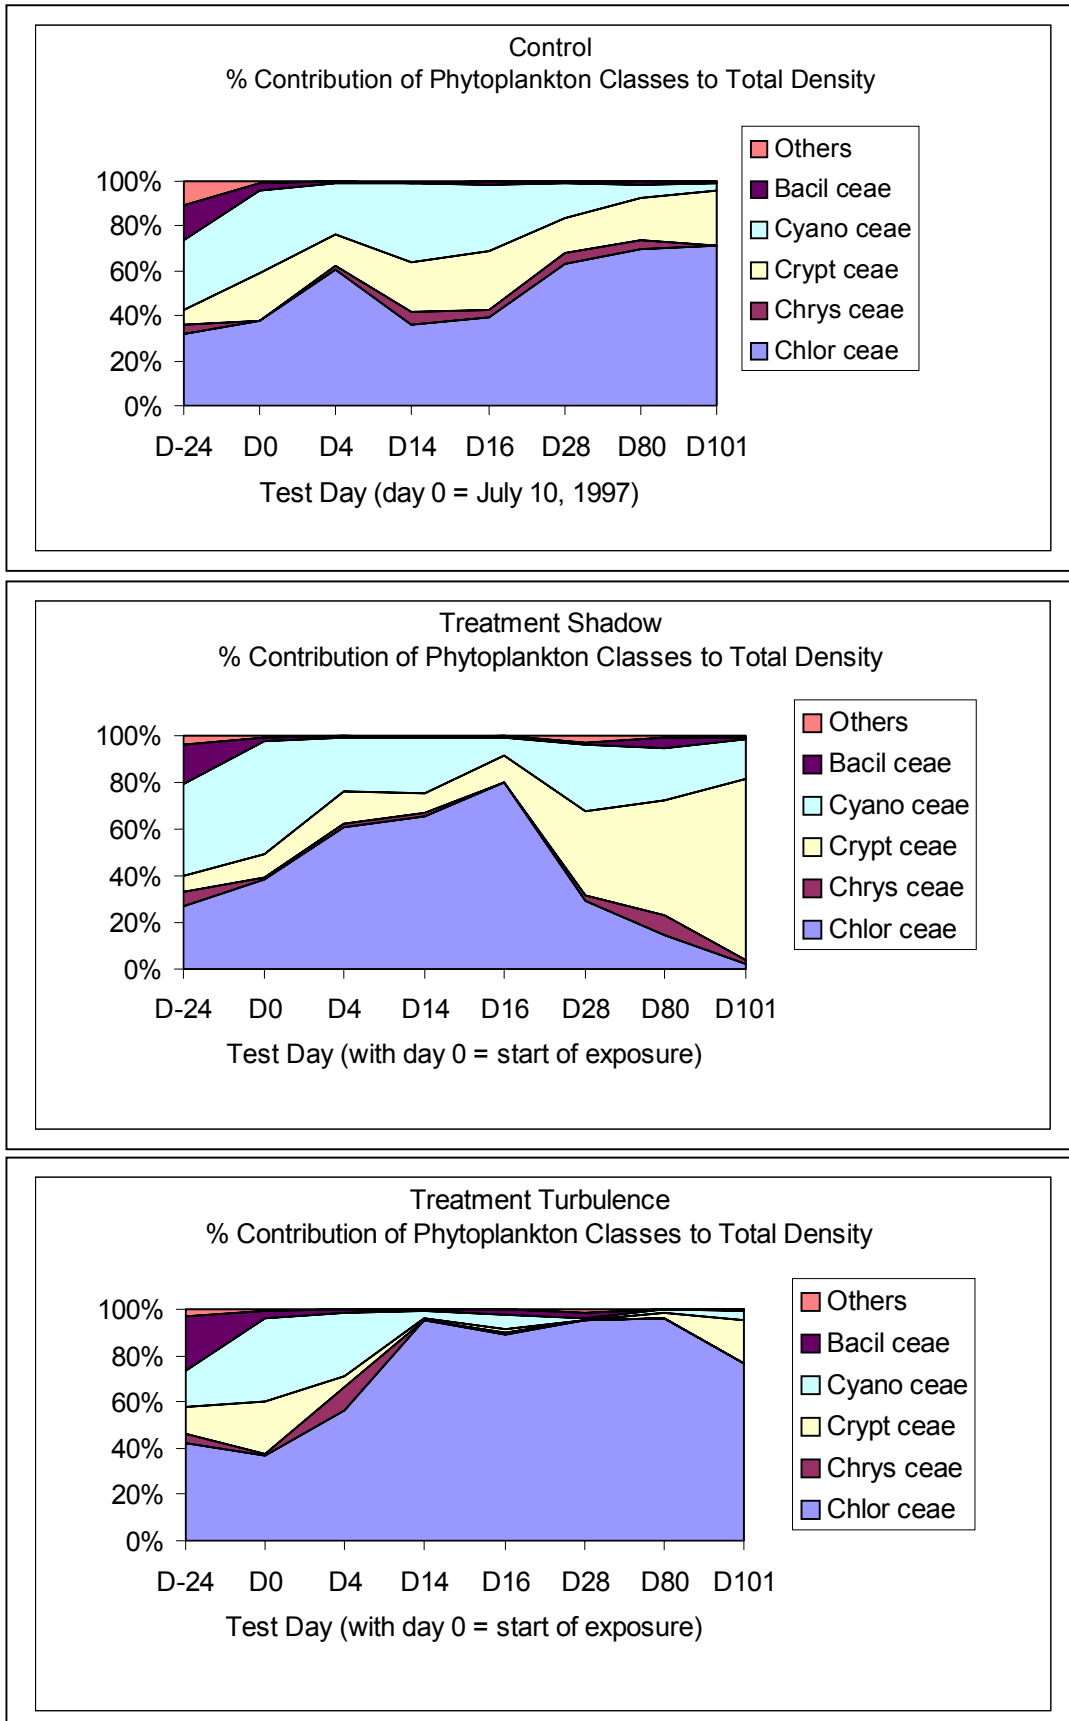 Control
% Contribution of Phytoplankton Classes to Total Density
100%
80%
60%
40%
20%
0%
D-24 D0 D4 D14 D16 D28 D80 D101
Test Day (day 0 = July 10, 1997)
Others
Bacil ceae
Cyano ceae
Crypt ceae
Chrys ceae
Chlor ceae
Treatment Shadow
% Contribution of Phytoplankton Classes to Total Density
100%
80%
60%
40%
20%
0%
D-24 D0 D4 D14 D16 D28 D80 D101
Test Day (with day 0 = start of exposure)
Others
Bacil ceae
Cyano ceae
Crypt ceae
Chrys ceae
Chlor ceae
Treatment Turbulence
% Contribution of Phytoplankton Classes to Total Density
100%
80%
60%
40%
20%
0%
D-24 D0 D4 D14 D16 D28 D80 D101
Test Day (with day 0 = start of exposure)
Others
Bacil ceae
Cyano ceae
Crypt ceae
Chrys ceae
Chlor ceae